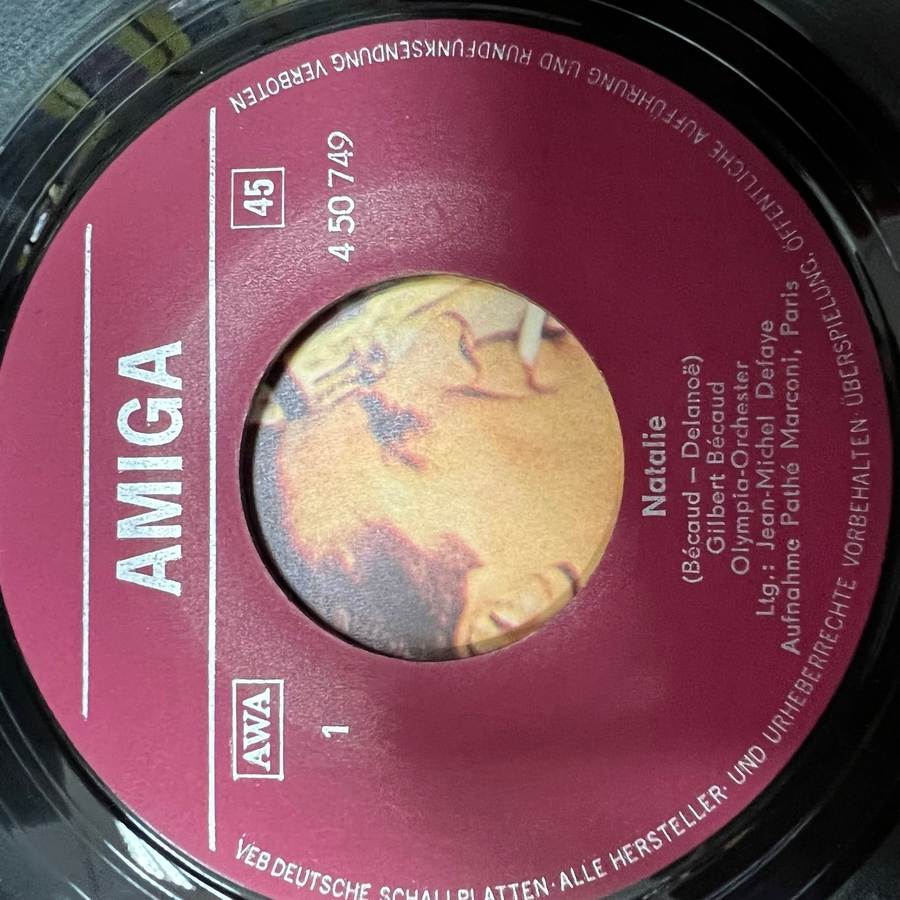 AMIGA
AWA
45
1
4 50 749
Natalie
(Bécaud – Delanoë)
Gilbert Bécaud
Olympia-Orchester
Ltg.: Jean-Michel Defaye
Aufnahme Pathé Marconi, Paris
VEB DEUTSCHE SCHALLPLATTEN · ALLE HERSTELLER- UND URHEBERRECHTE VORBEHALTEN · ÜBERSPIELUNG, ÖFFENTLICHE AUFFÜHRUNG UND RUNDFUNKSENDUNG VERBOTEN